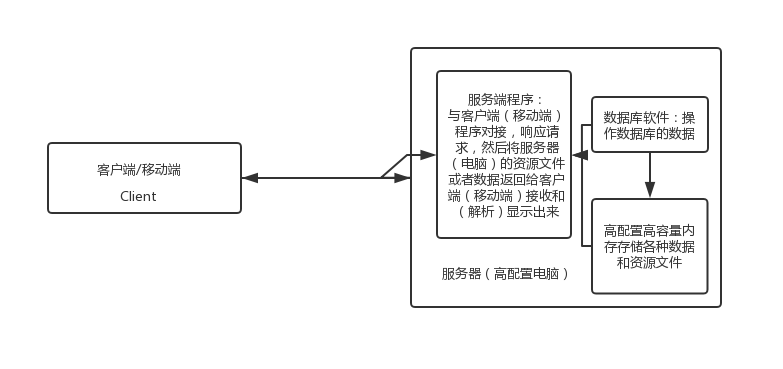 客户端/移动端
Client
服务端程序：
与客户端（移动端）
程序对接，响应请
求，然后将服务器
（电脑）的资源文件
或者数据返回给客户
端（移动端）接收和
（解析）显示出来
数据库软件：操
作数据库的数据
高配置高容量内
存存储各种数据
和资源文件
服务器（高配置电脑）